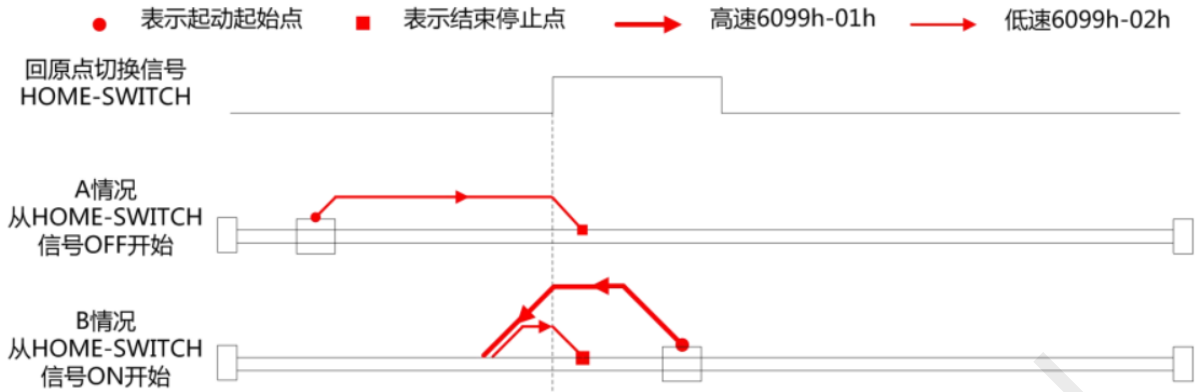 表示起动起始点 表示结束停止点 高速6099h-01h 低速6099h-02h
回原点切换信号
HOME-SWITCH
A情况
从HOME-SWITCH
信号OFF开始
B情况
从HOME-SWITCH
信号ON开始